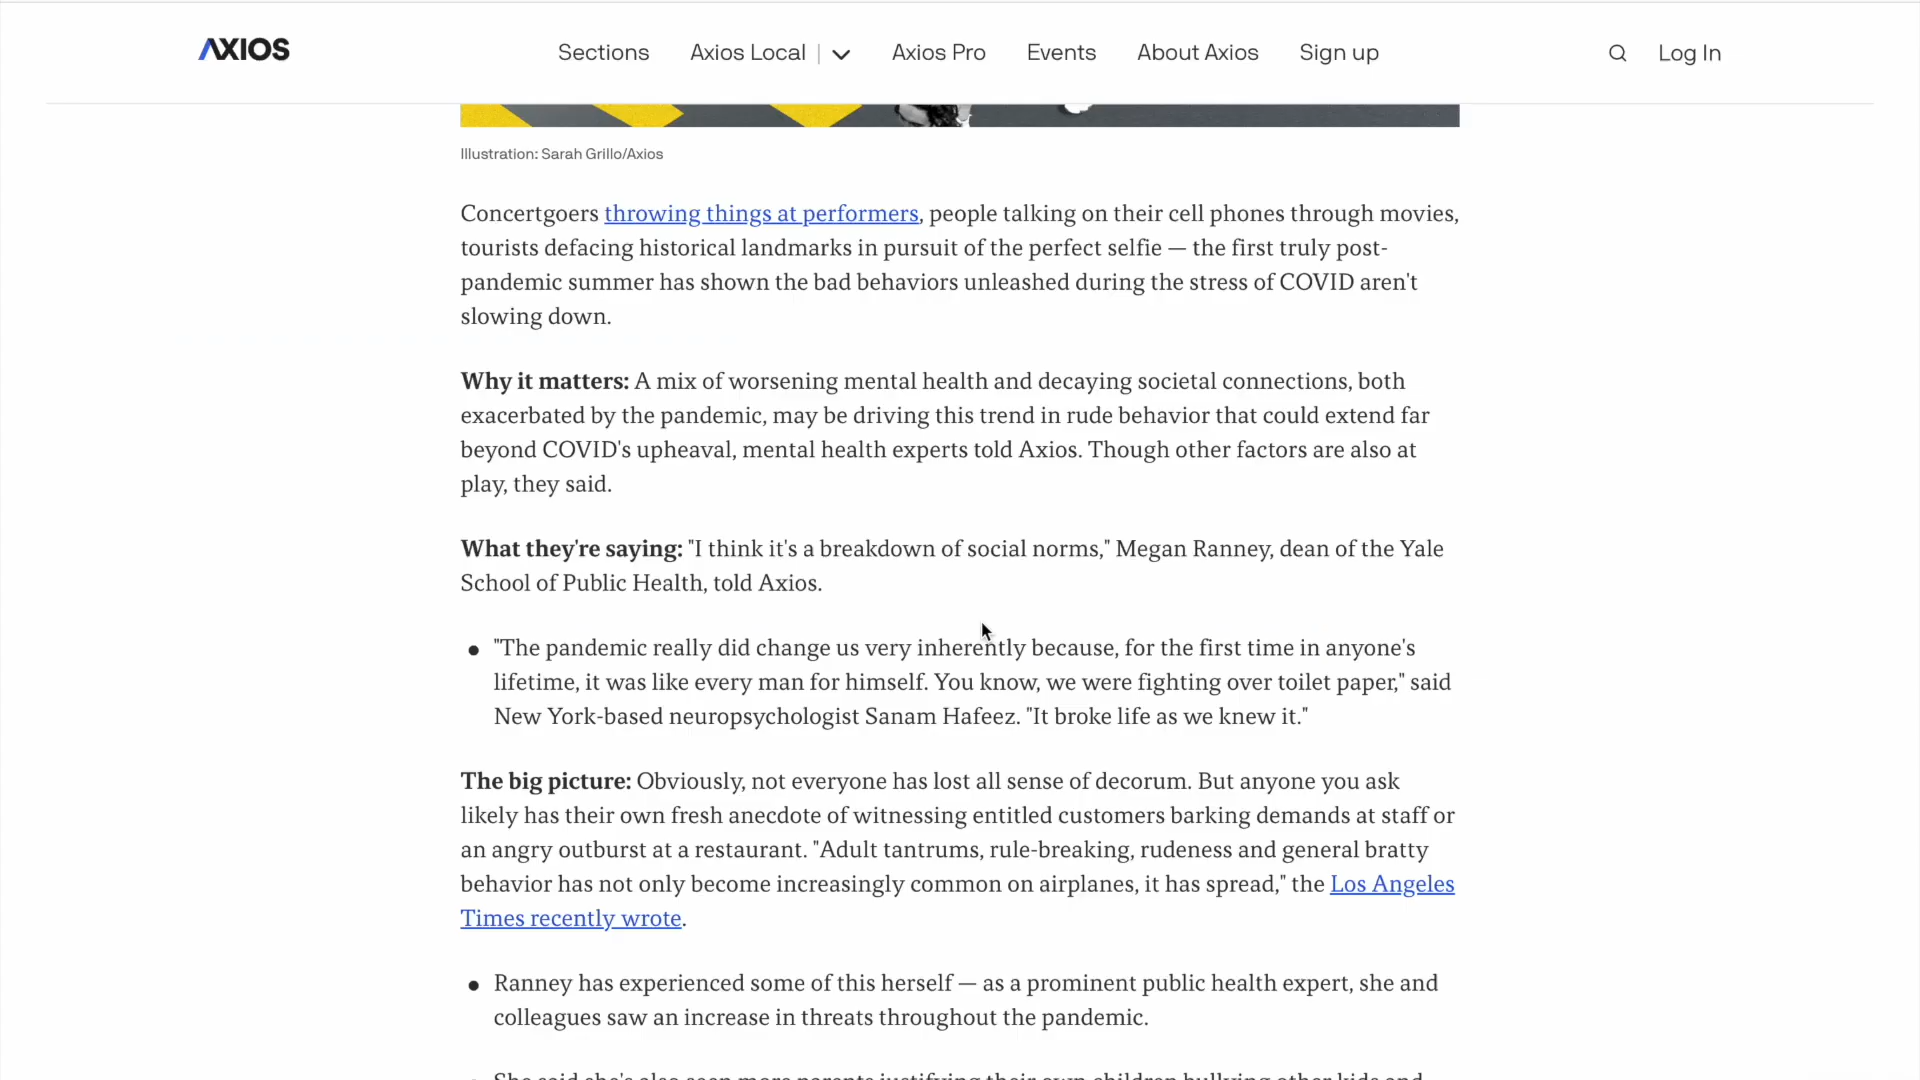 AXIOS
Sections
Axios Local
Axios Pro
Events
About Axios
Sign up
Log In
Illustration: Sarah Grillo/Axios
Concertgoers throwing things at performers, people talking on their cell phones through movies,
tourists defacing historical landmarks in pursuit of the perfect selfie — the first truly post-
pandemic summer has shown the bad behaviors unleashed during the stress of COVID aren't
slowing down.
Why it matters: A mix of worsening mental health and decaying societal connections, both
exacerbated by the pandemic, may be driving this trend in rude behavior that could extend far
beyond COVID's upheaval, mental health experts told Axios. Though other factors are also at
play, they said.
What they're saying: "I think it's a breakdown of social norms," Megan Ranney, dean of the Yale
School of Public Health, told Axios.
"The pandemic really did change us very inherently because, for the first time in anyone's
lifetime, it was like every man for himself. You know, we were fighting over toilet paper," said
New York-based neuropsychologist Sanam Hafeez. "It broke life as we knew it."
The big picture: Obviously, not everyone has lost all sense of decorum. But anyone you ask
likely has their own fresh anecdote of witnessing entitled customers barking demands at staff or
an angry outburst at a restaurant. "Adult tantrums, rule-breaking, rudeness and general bratty
behavior has not only become increasingly common on airplanes, it has spread," the Los Angeles
Times recently wrote.
Ranney has experienced some of this herself — as a prominent public health expert, she and
colleagues saw an increase in threats throughout the pandemic.
She said she's also seen more parents justifying their own children bullying other kids and